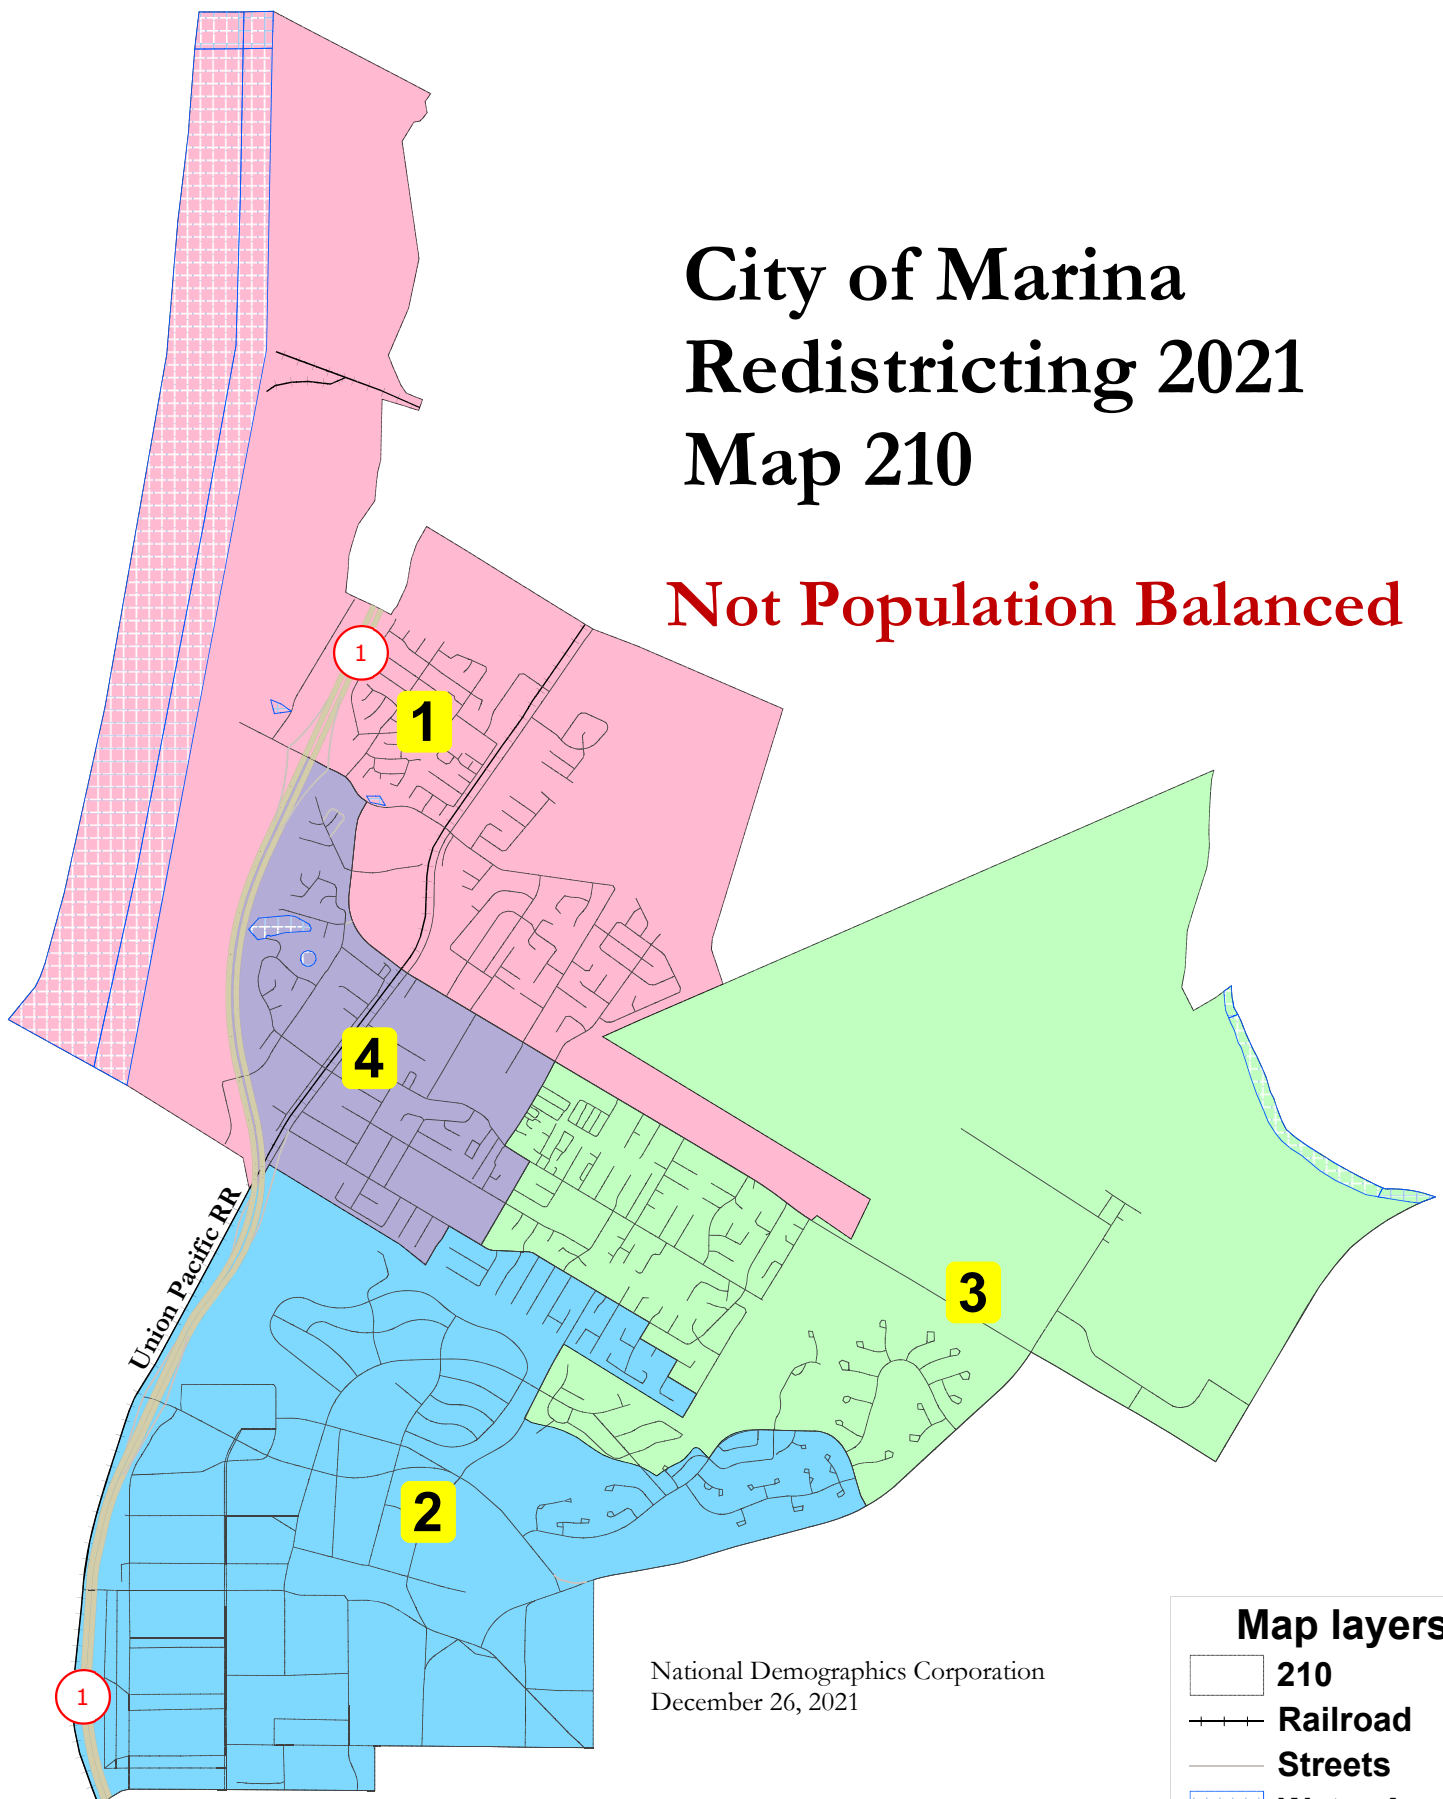 City of Marina
Redistricting 2021
Map 210
Not Population Balanced
1
1
4
3
Union Pacific RR
2
1
National Demographics Corporation
December 26, 2021
Map layers
210
Railroad
Streets